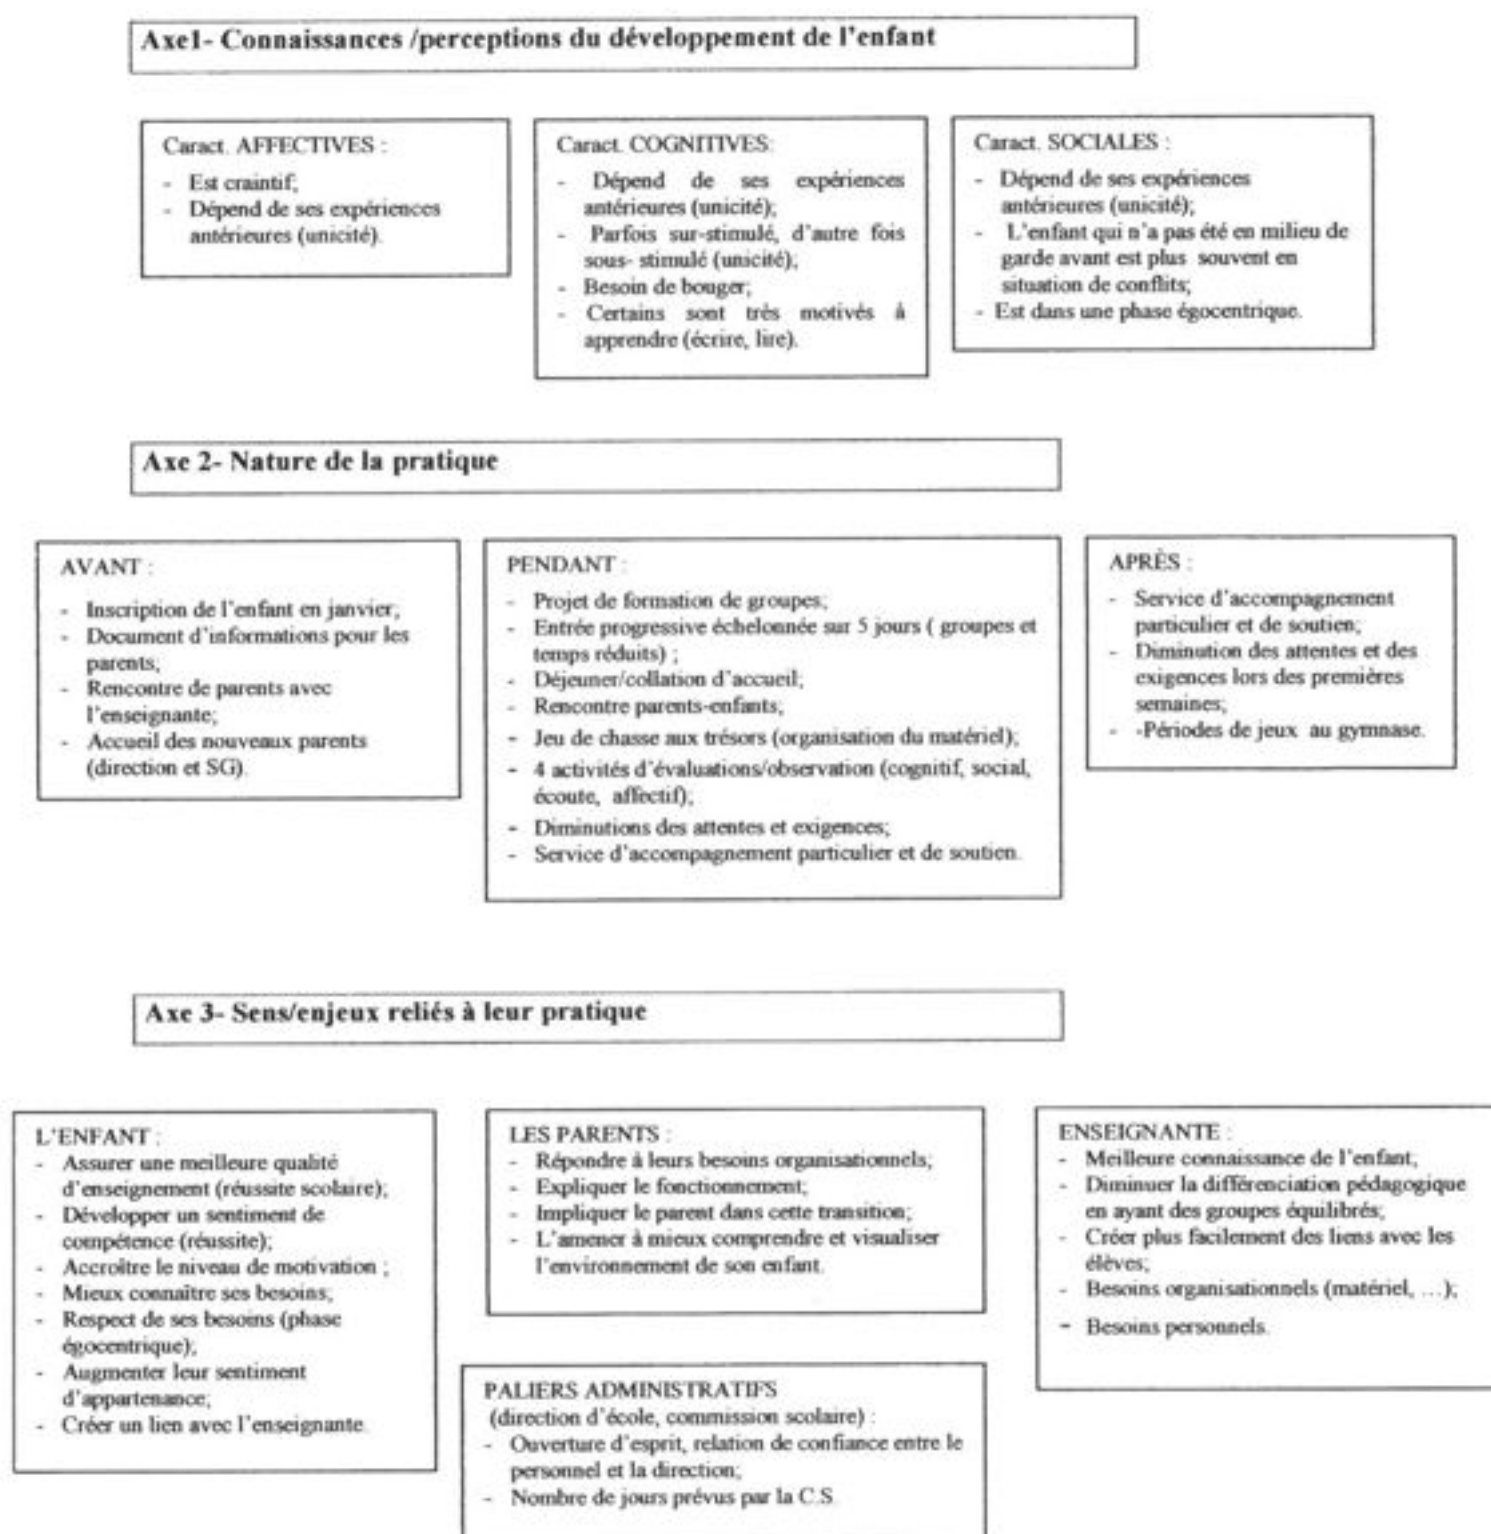 Axe1- Connaissances /perceptions du développement de l'enfant
Caract. AFFECTIVES :
- Est craintif;
- Dépend de ses expériences
antérieures (unicité).
Caract. COGNITIVES:
- Dépend de ses expériences
antérieures (unicité);
- Parfois sur-stimulé, d'autre fois
sous- stimulé (unicité);
- Besoin de bouger;
- Certains sont très motivés à
apprendre (écrire, lire).
Caract. SOCIALES :
- Dépend de ses expériences
antérieures (unicité);
- L'enfant qui n'a pas été en milieu de
garde avant est plus souvent en
situation de conflits;
- Est dans une phase égocentrique.
Axe 2- Nature de la pratique
AVANT :
- Inscription de l'enfant en janvier;
- Document d'informations pour les
parents;
- Rencontre de parents avec
l'enseignante;
- Accueil des nouveaux parents
(direction et SG).
PENDANT :
- Projet de formation de groupes;
- Entrée progressive échelonnée sur 5 jours ( groupes et
temps réduits) ;
- Déjeuner/collation d'accueil;
- Rencontre parents-enfants;
- Jeu de chasse aux trésors (organisation du matériel);
- 4 activités d'évaluations/observation (cognitif, social,
écoute, affectif);
- Diminutions des attentes et exigences;
- Service d'accompagnement particulier et de soutien.
APRÈS :
- Service d'accompagnement
particulier et de soutien;
- Diminution des attentes et des
exigences lors des premières
semaines;
- -Périodes de jeux au gymnase.
Axe 3- Sens/enjeux reliés à leur pratique
L'ENFANT :
- Assurer une meilleure qualité
d'enseignement (réussite scolaire);
- Développer un sentiment de
compétence (réussite);
- Accroître le niveau de motivation ;
- Mieux connaître ses besoins;
- Respect de ses besoins (phase
égocentrique);
- Augmenter leur sentiment
d'appartenance;
- Créer un lien avec l'enseignante.
LES PARENTS :
- Répondre à leurs besoins organisationnels;
- Expliquer le fonctionnement;
- Impliquer le parent dans cette transition;
- L'amener à mieux comprendre et visualiser
l'environnement de son enfant.
ENSEIGNANTE :
- Meilleure connaissance de l'enfant;
- Diminuer la différenciation pédagogique
en ayant des groupes équilibrés;
- Créer plus facilement des liens avec les
élèves;
- Besoins organisationnels (matériel, …);
- Besoins personnels.
PALIERS ADMINISTRATIFS
(direction d'école, commission scolaire) :
- Ouverture d'esprit, relation de confiance entre le
personnel et la direction;
- Nombre de jours prévus par la C.S.